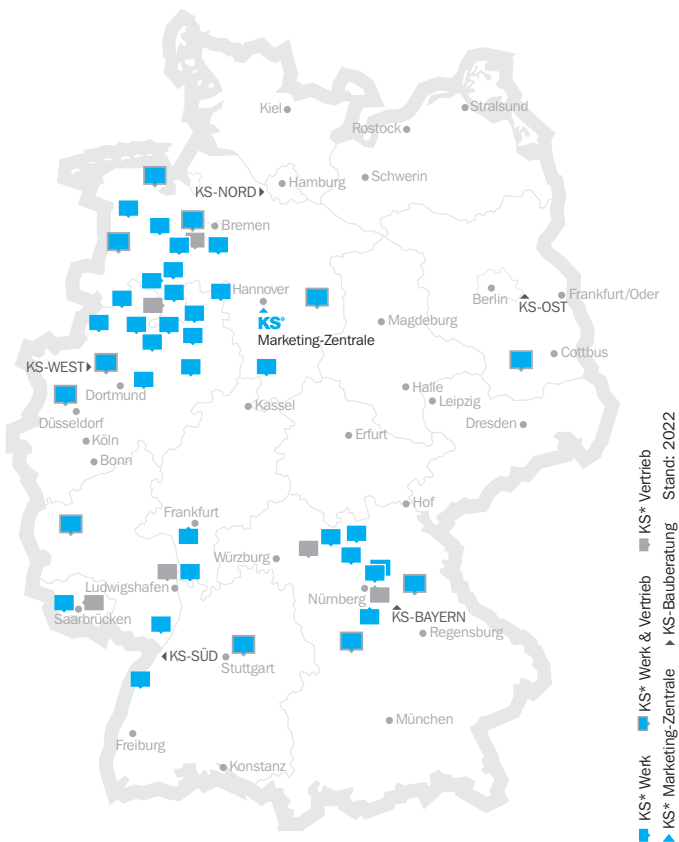 Kiel
Stralsund
Rostock
Schwerin
Hamburg
KS-NORD
Bremen
Hannover
Berlin
Frankfurt/Oder
KS-OST
KS*
Marketing-Zentrale
Magdeburg
Cottbus
KS-WEST
Dortmund
Halle
Leipzig
Kassel
Düsseldorf
Dresden
Köln
Erfurt
Bonn
Hof
Frankfurt
Würzburg
Ludwigshafen
Nürnberg
Saarbrücken
KS-BAYERN
Regensburg
KS-SÜD
Stuttgart
München
Freiburg
Konstanz
KS* Werk
KS* Werk & Vertrieb
KS* Vertrieb
KS* Marketing-Zentrale
KS-Bauberatung
Stand: 2022